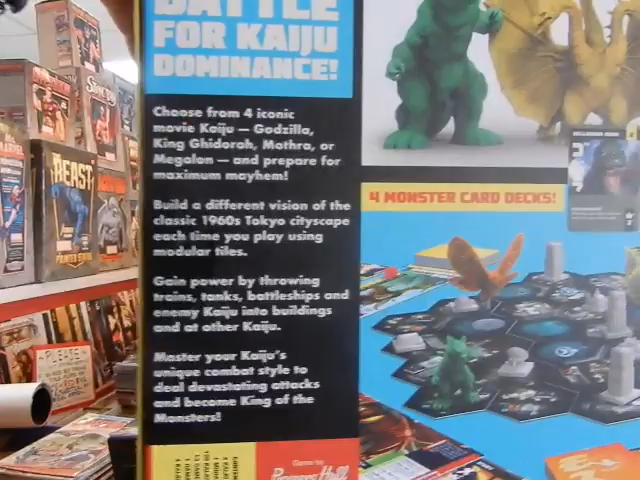 BATTLE
FOR KAIJU
DOMINANCE!
Choose from 4 iconic
movie Kaiju — Godzilla,
King Ghidorah, Mothra, or
Megalon — and prepare for
maximum mayhem!
Build a different vision of the
classic 1960s Tokyo cityscape
each time you play using
modular tiles.
Gain power by throwing
trains, tanks, battleships and
enemy Kaiju into buildings
and at other Kaiju.
Master your Kaiju's
unique combat style to
deal devastating attacks
and become King of the
Monsters!
4 MONSTER CARD DECKS!
BEAST
PLEASE
Game by